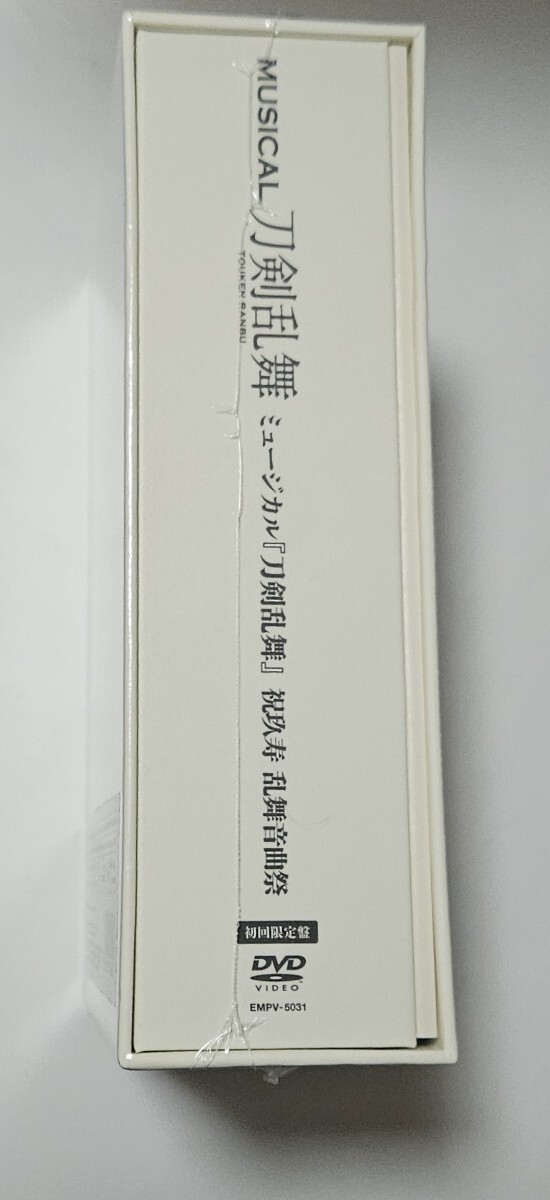 MUSICAL 刀剣乱舞
TOUKEN RANBU
ミュージカル『刀剣乱舞』 祝玖寿 乱舞音曲祭
初回限定盤
DVD
VIDEO
EMPV-5031